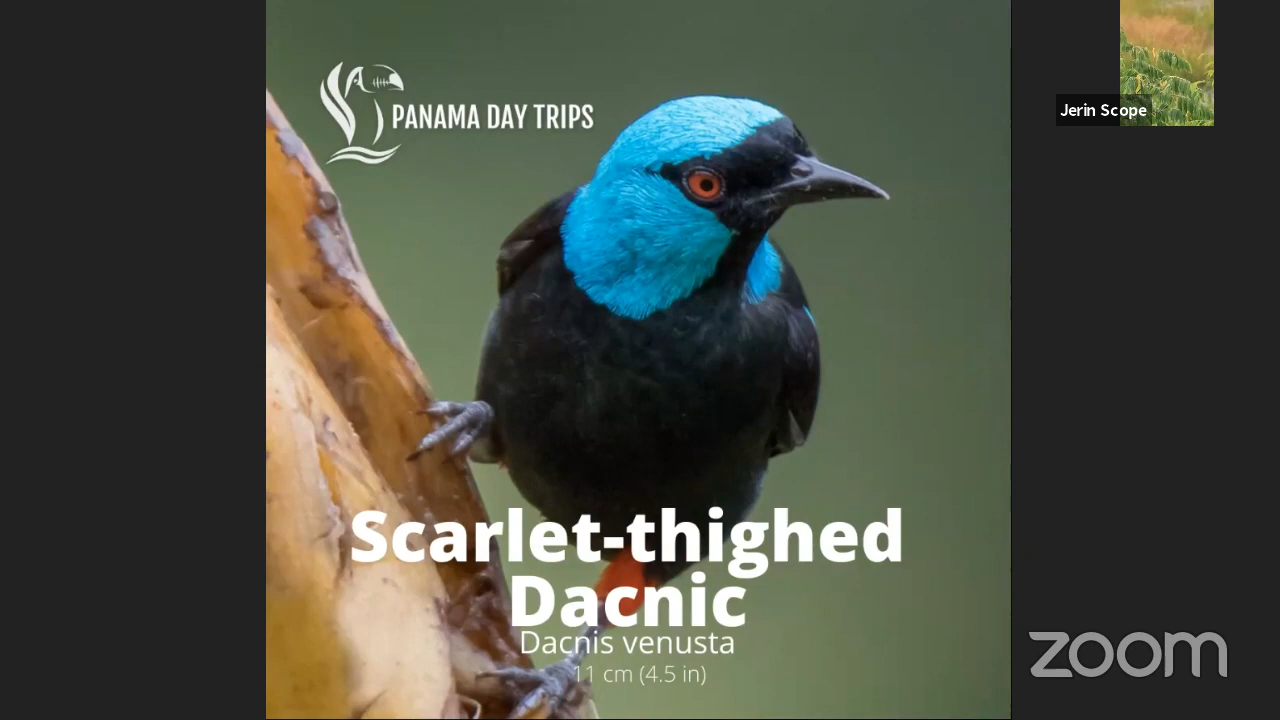 PANAMA DAY TRIPS
Jerin Scope
Scarlet-thighed
Dacnic
Dacnis venusta
11 cm (4.5 in)
zoom